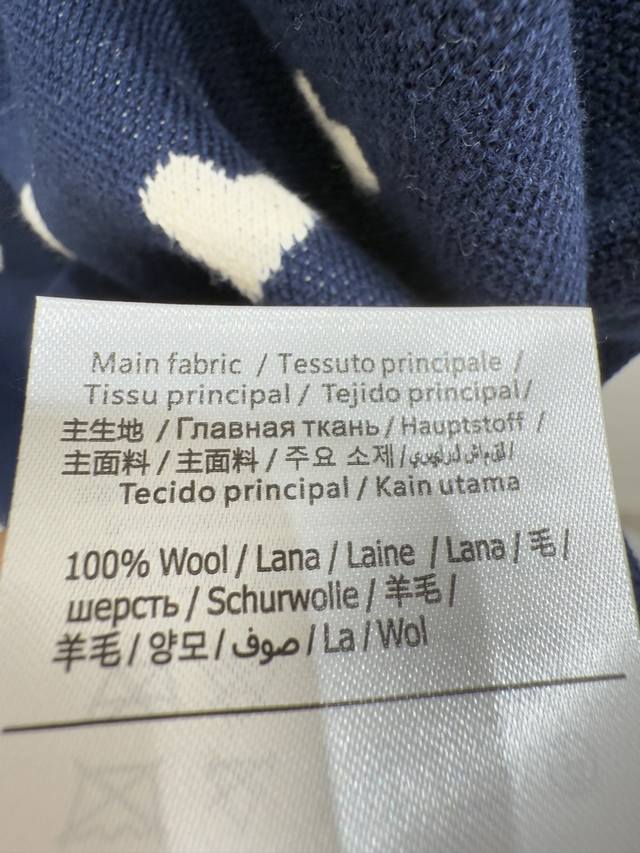 Main fabric / Tessuto principale /
Tissu principal / Tejido principal/
主生地 / Главная ткань / Hauptstoff /
主面料 / 主面料 / 주요 소제 /
Tecido principal / Kain utama
100% Wool / Lana / Laine / Lana / 毛 /
шерсть / Schurwolle / 羊毛 /
羊毛 / 양모 / صوف / La / Wol